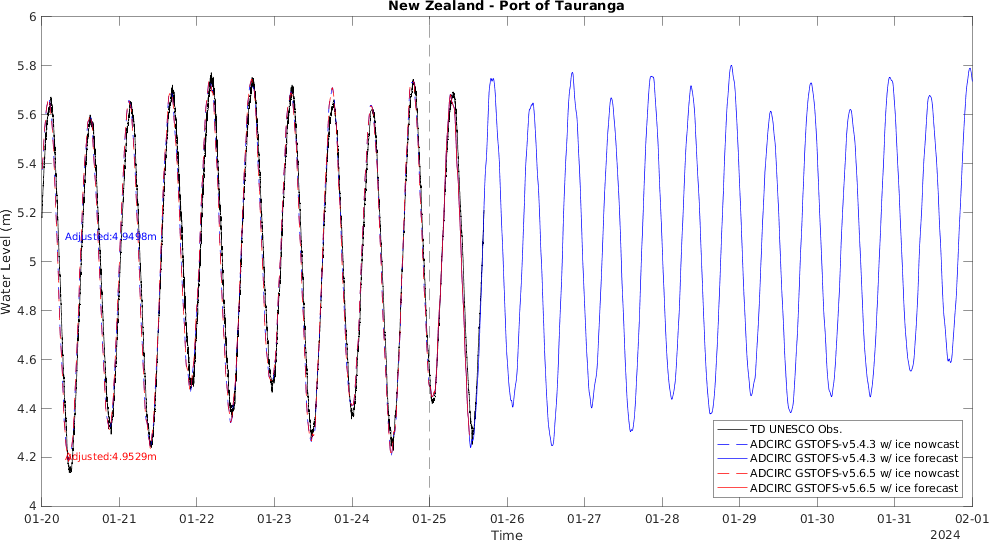 New Zealand - Port of Tauranga
6
5.8
5.6
5.4
5.2
5
4.8
4.6
4.4
4.2
4
Water Level (m)
Adjusted:4.9498m
Adjusted:4.9529m
TD UNESCO Obs.
ADCIRC GSTOFS-v5.4.3 w/ ice nowcast
ADCIRC GSTOFS-v5.4.3 w/ ice forecast
ADCIRC GSTOFS-v5.6.5 w/ ice nowcast
ADCIRC GSTOFS-v5.6.5 w/ ice forecast
01-20 01-21 01-22 01-23 01-24 01-25 01-26 01-27 01-28 01-29 01-30 01-31 02-01
Time
2024